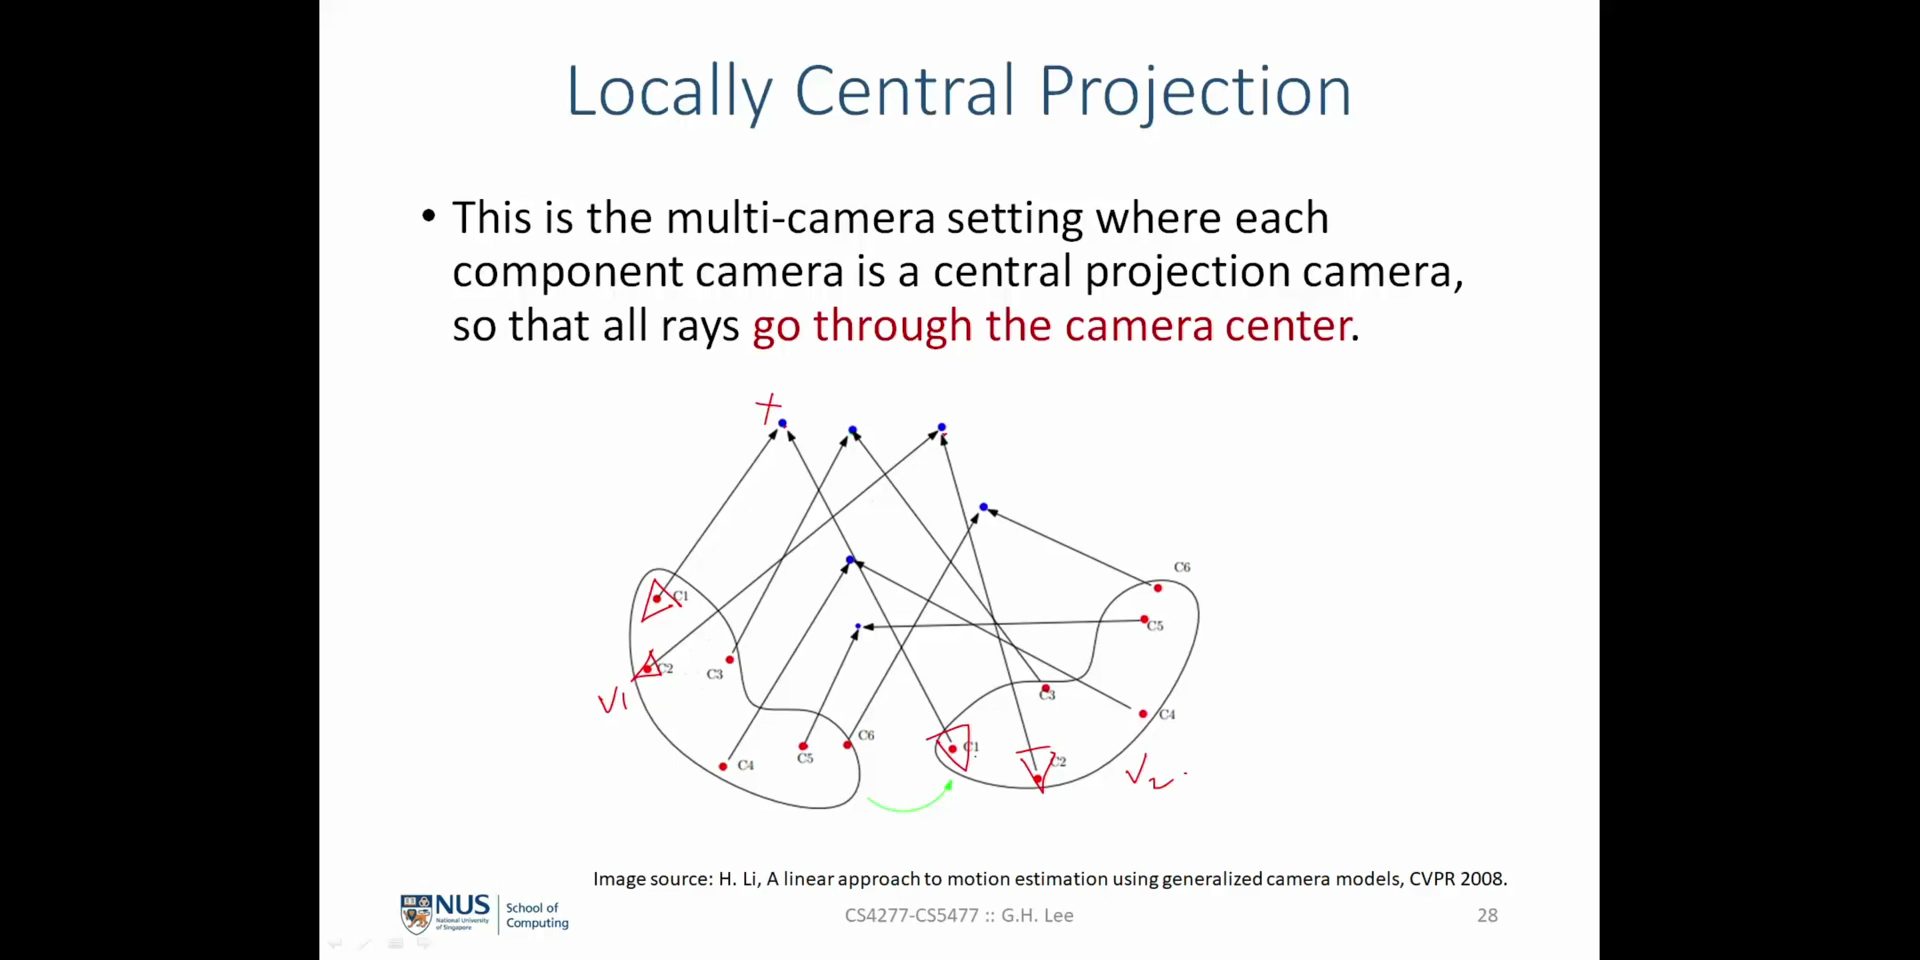 Locally Central Projection
• This is the multi-camera setting where each
component camera is a central projection camera,
so that all rays go through the camera center.
X
C1
C2
C3
V1
C4
C5
C6
C6
C5
C3
C4
C1
C2
V2
Image source: H. Li, A linear approach to motion estimation using generalized camera models, CVPR 2008.
NUS
National University
of Singapore
School of
Computing
CS4277-CS5477 :: G.H. Lee
28